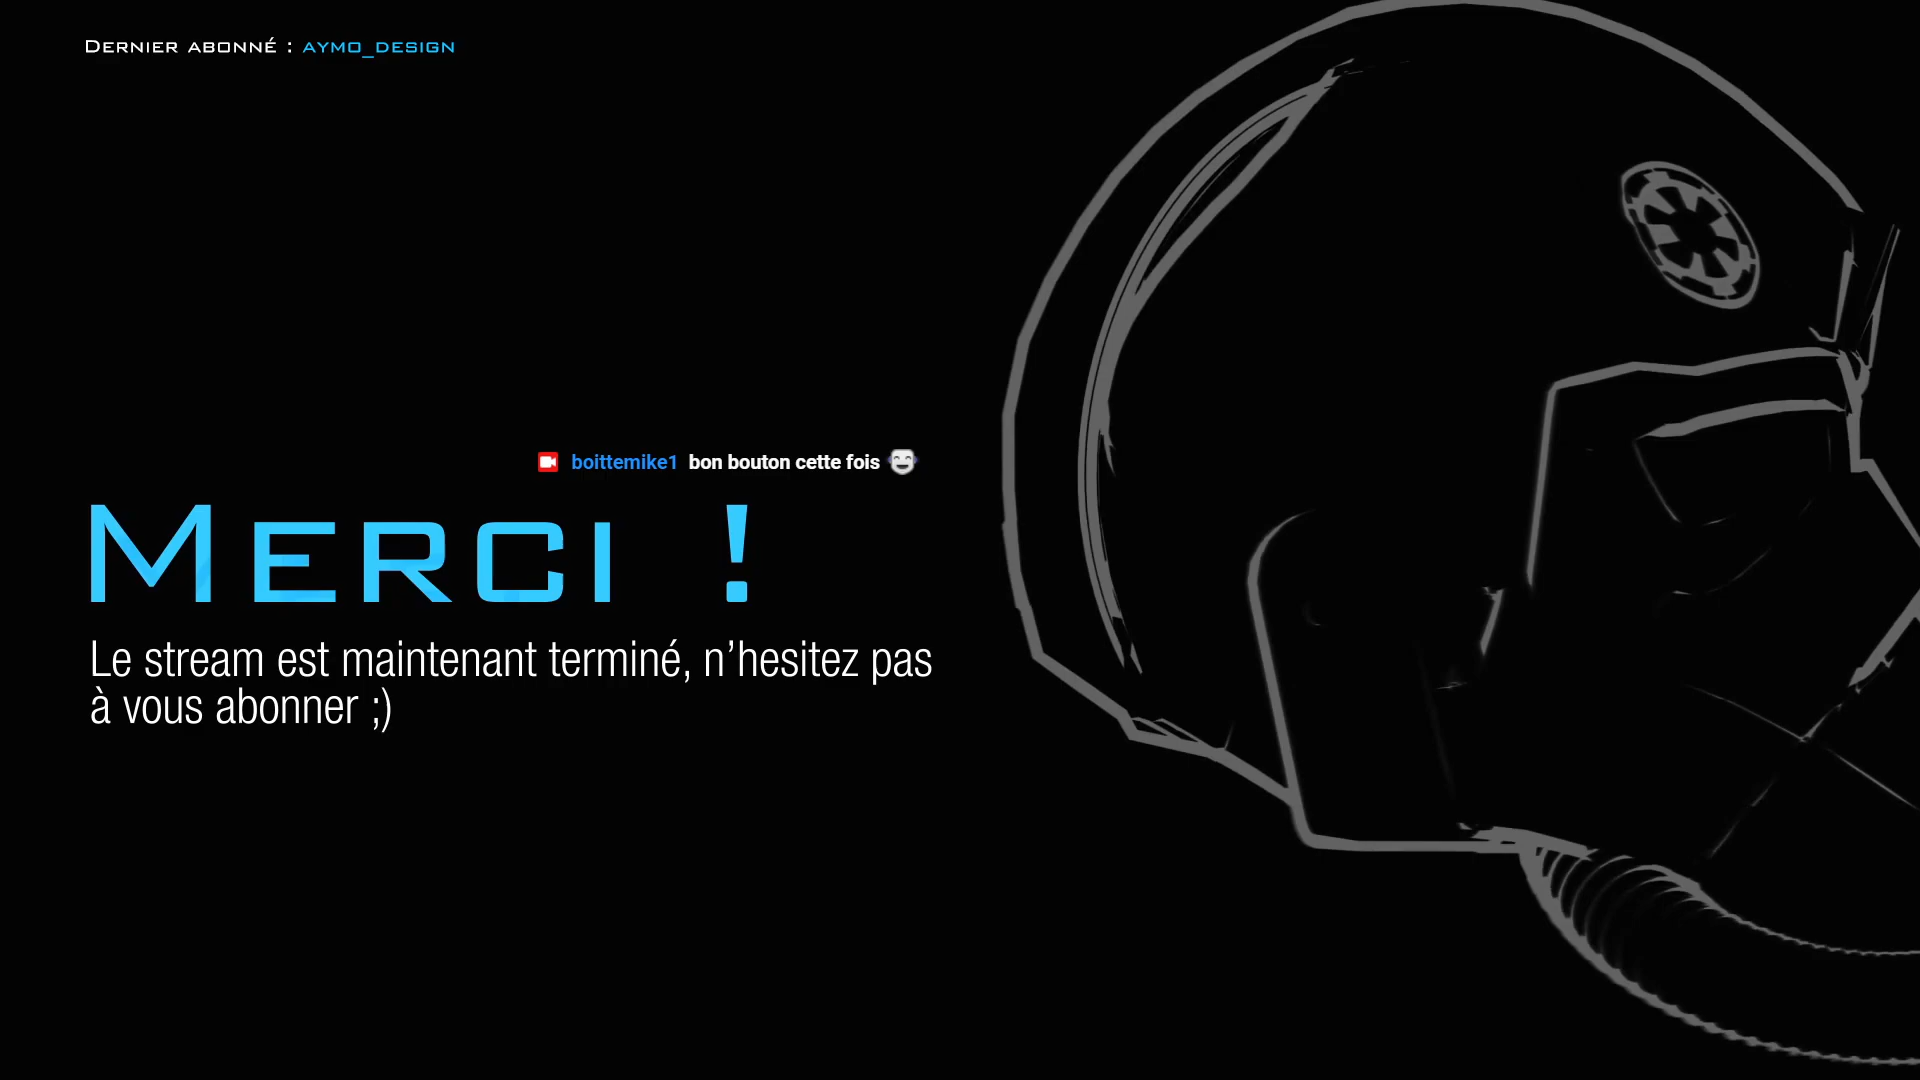 Dernier abonné : aymo_design
boittemike1 bon bouton cette fois
Merci !
Le stream est maintenant terminé, n’hesitez pas
à vous abonner ;)